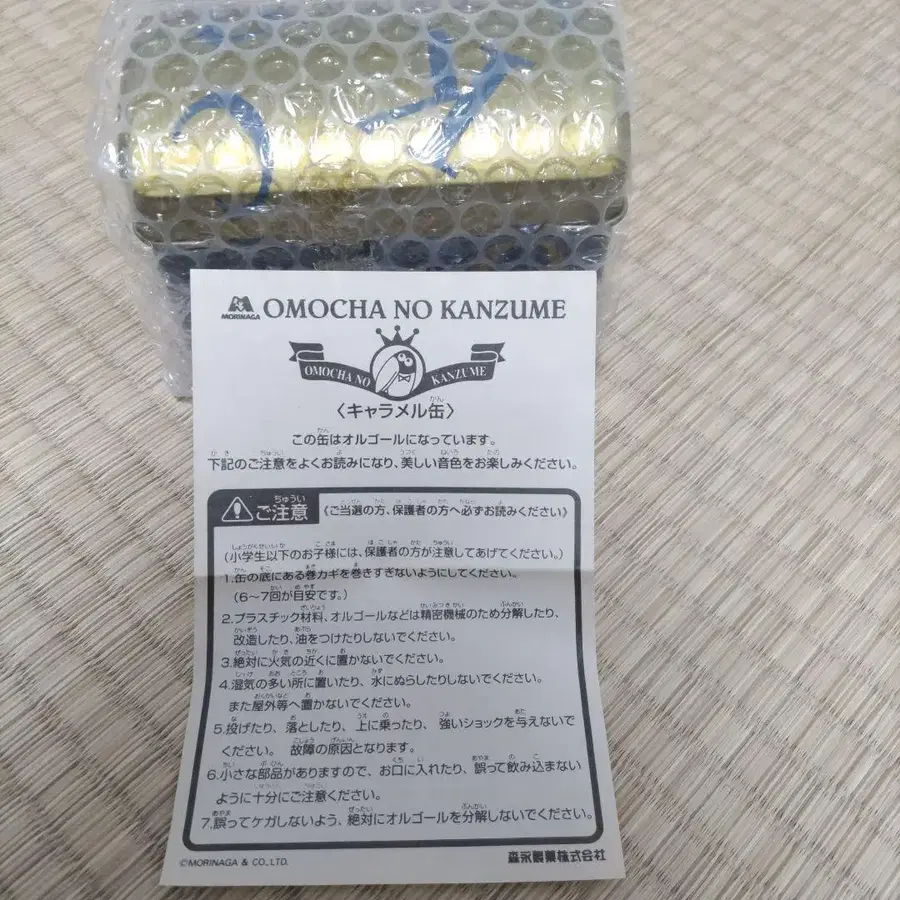 MORINAGA
OMOCHA NO KANZUME
OMOCHA NO KANZUME
〈キャラメル缶〉
この缶はオルゴールになっています。
下記のご注意をよくお読みになり、美しい音色をお楽しみください。
ご注意 《ご当選の方、保護者の方へ必ずお読みください》
(小学生以下のお子様には、保護者の方が注意してあげてください。)
1.缶の底にある巻カギを巻きすぎないようにしてください。
(6〜7回が目安です。)
2.プラスチック材料、オルゴールなどは精密機械のため分解したり、
改造したり、油をつけたりしないでください。
3.絶対に火気の近くに置かないでください。
4.湿気の多い所に置いたり、水にぬらしたりしないでください。
また屋外等へ置かないでください。
5.投げたり、落としたり、上に乗ったり、強いショックを与えないで
ください。故障の原因となります。
6.小さな部品がありますので、お口に入れたり、誤って飲み込まない
ように十分にご注意ください。
7.誤ってケガしないよう、絶対にオルゴールを分解しないでください。
©MORINAGA & CO., LTD.
森永製菓株式会社